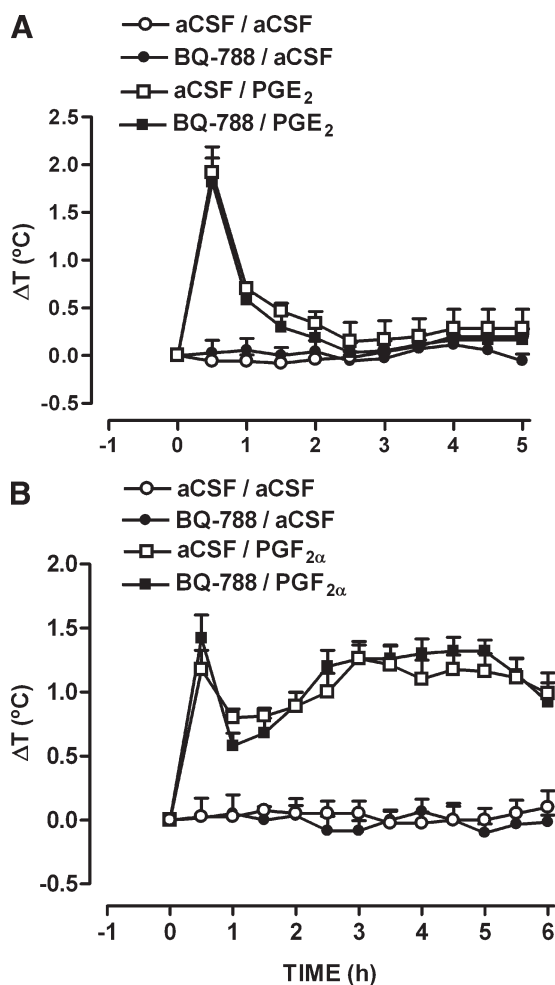 A
aCSF / aCSF
BQ-788 / aCSF
aCSF / PGE2
BQ-788 / PGE2
2.5
2.0
1.5
1.0
0.5
0.0
-0.5
ΔT (ºC)
-1 0 1 2 3 4 5
B
aCSF / aCSF
BQ-788 / aCSF
aCSF / PGF2α
BQ-788 / PGF2α
2.0
1.5
1.0
0.5
0.0
-0.5
ΔT (ºC)
-1 0 1 2 3 4 5 6
TIME (h)